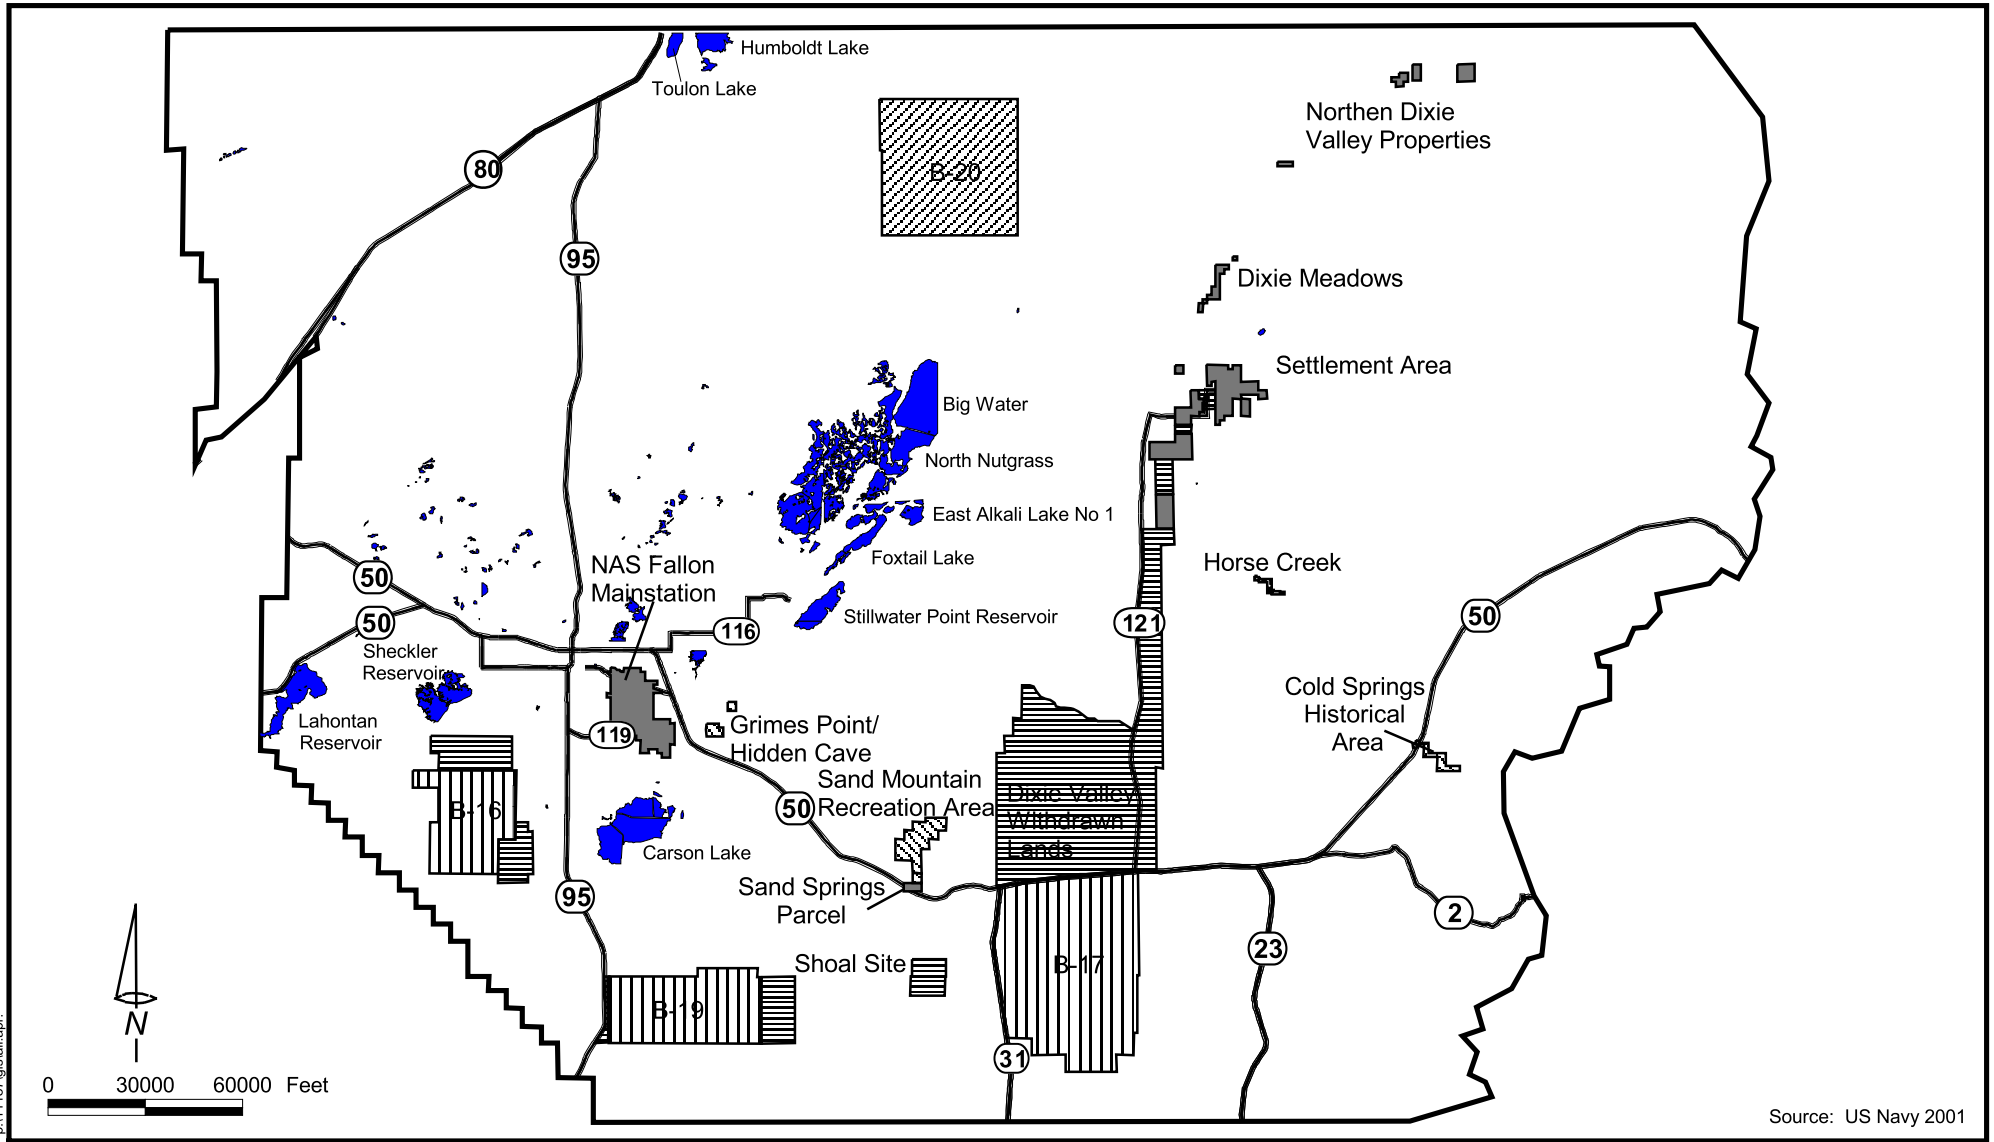 Humboldt Lake
Toulon Lake
Northen Dixie
Valley Properties
80
B-20
95
Dixie Meadows
Settlement Area
Big Water
North Nutgrass
East Alkali Lake No 1
Foxtail Lake
NAS Fallon
Mainstation
Horse Creek
50
50
116
Stillwater Point Reservoir
121
50
Sheckler
Reservoir
Lahontan
Reservoir
119
Grimes Point/
Hidden Cave
Cold Springs
Historical
Area
Sand Mountain
Recreation Area
50
Dixie Valley
Withdrawn
Lands
B-16
Carson Lake
Sand Springs
Parcel
95
2
23
Shoal Site
B-17
B-19
31
N
0 30000 60000 Feet
Source: US Navy 2001